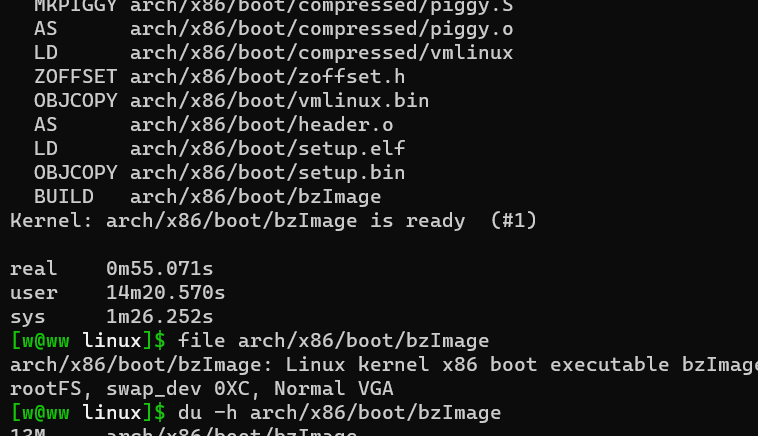 MKPIGGY arch/x86/boot/compressed/piggy.S
AS      arch/x86/boot/compressed/piggy.o
LD      arch/x86/boot/compressed/vmlinux
ZOFFSET arch/x86/boot/zoffset.h
OBJCOPY arch/x86/boot/vmlinux.bin
AS      arch/x86/boot/header.o
LD      arch/x86/boot/setup.elf
OBJCOPY arch/x86/boot/setup.bin
BUILD   arch/x86/boot/bzImage
Kernel: arch/x86/boot/bzImage is ready  (#1)
real    0m55.071s
user    14m20.570s
sys     1m26.252s
[w@ww linux]$ file arch/x86/boot/bzImage
arch/x86/boot/bzImage: Linux kernel x86 boot executable bzImage
rootFS, swap_dev 0XC, Normal VGA
[w@ww linux]$ du -h arch/x86/boot/bzImage
13M     arch/x86/boot/bzImage